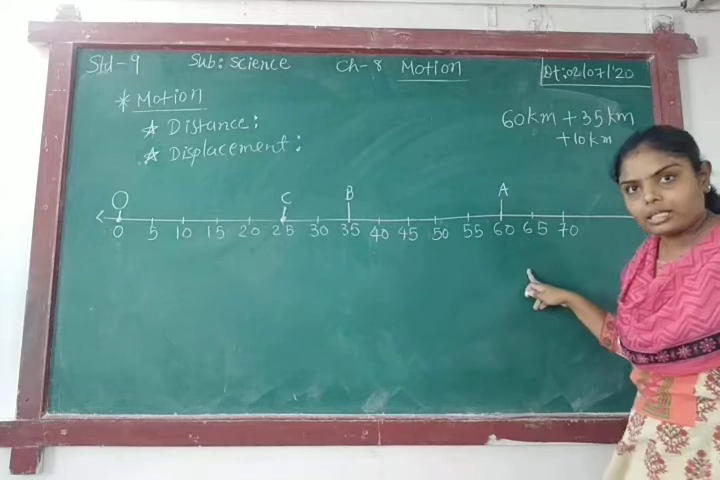 Std-9 Sub: Science Ch-8 Motion Dt:02/07/'20
* Motion
☆ Distance:
☆ Displacement:
60km + 35km
+10km
O C B A
0 5 10 15 20 25 30 35 40 45 50 55 60 65 70